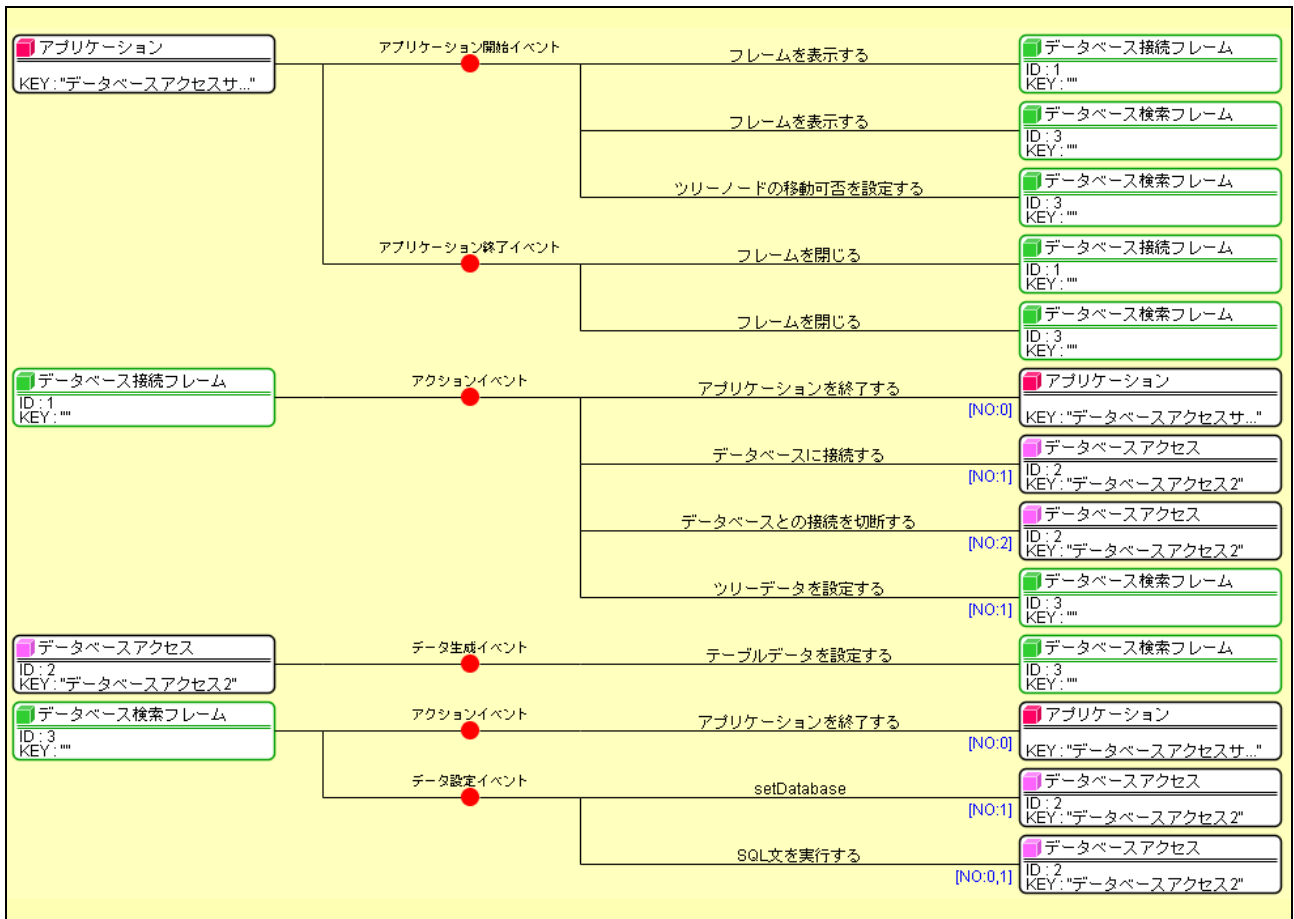 アプリケーション
KEY : "データベースアクセスサ..."
アプリケーション開始イベント
フレームを表示する
データベース接続フレーム
ID : 1
KEY : ""
フレームを表示する
データベース検索フレーム
ID : 3
KEY : ""
ツリーノードの移動可否を設定する
データベース検索フレーム
ID : 3
KEY : ""
アプリケーション終了イベント
フレームを閉じる
データベース接続フレーム
ID : 1
KEY : ""
フレームを閉じる
データベース検索フレーム
ID : 3
KEY : ""
データベース接続フレーム
ID : 1
KEY : ""
アクションイベント
アプリケーションを終了する
[NO:0]
アプリケーション
KEY : "データベースアクセスサ..."
データベースに接続する
[NO:1]
データベースアクセス
ID : 2
KEY : "データベースアクセス2"
データベースとの接続を切断する
[NO:2]
データベースアクセス
ID : 2
KEY : "データベースアクセス2"
ツリーデータを設定する
[NO:1]
データベース検索フレーム
ID : 3
KEY : ""
データベースアクセス
ID : 2
KEY : "データベースアクセス2"
データ生成イベント
テーブルデータを設定する
データベース検索フレーム
ID : 3
KEY : ""
データベース検索フレーム
ID : 3
KEY : ""
アクションイベント
アプリケーションを終了する
[NO:0]
アプリケーション
KEY : "データベースアクセスサ..."
データ設定イベント
setDatabase
[NO:1]
データベースアクセス
ID : 2
KEY : "データベースアクセス2"
SQL文を実行する
[NO:0,1]
データベースアクセス
ID : 2
KEY : "データベースアクセス2"